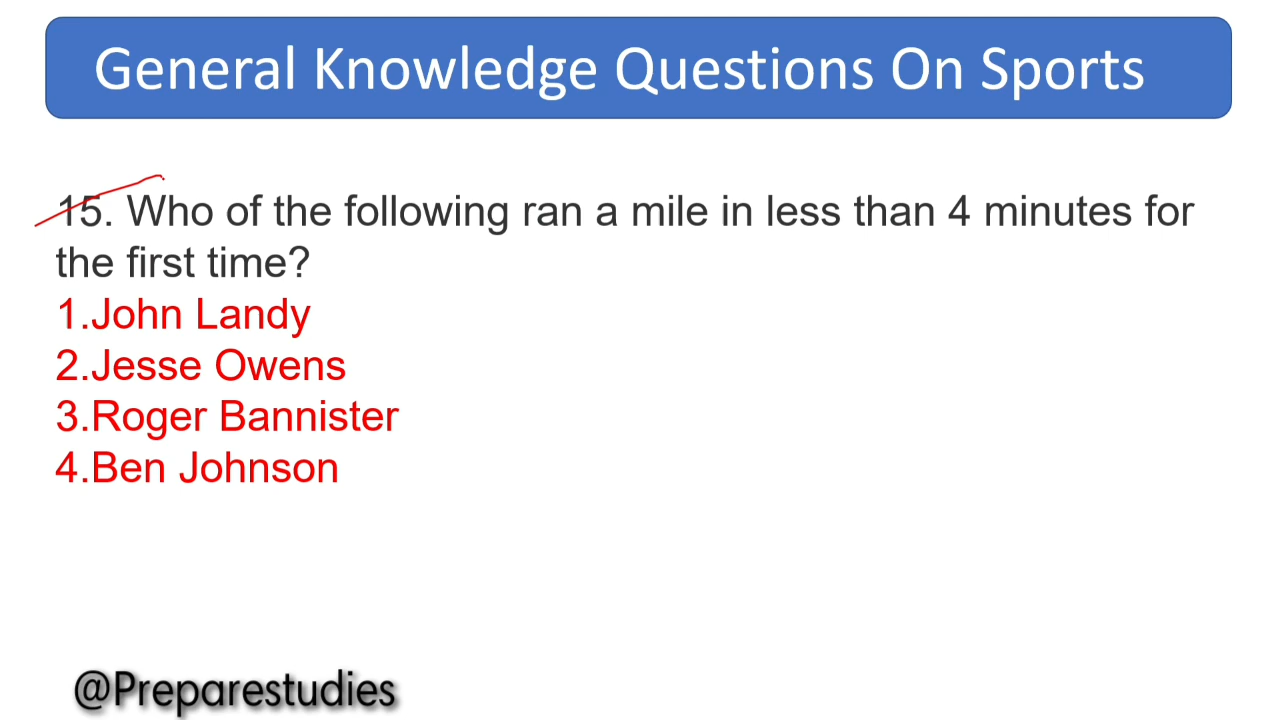 General Knowledge Questions On Sports
15. Who of the following ran a mile in less than 4 minutes for
the first time?
1.John Landy
2.Jesse Owens
3.Roger Bannister
4.Ben Johnson
@Preparestudies